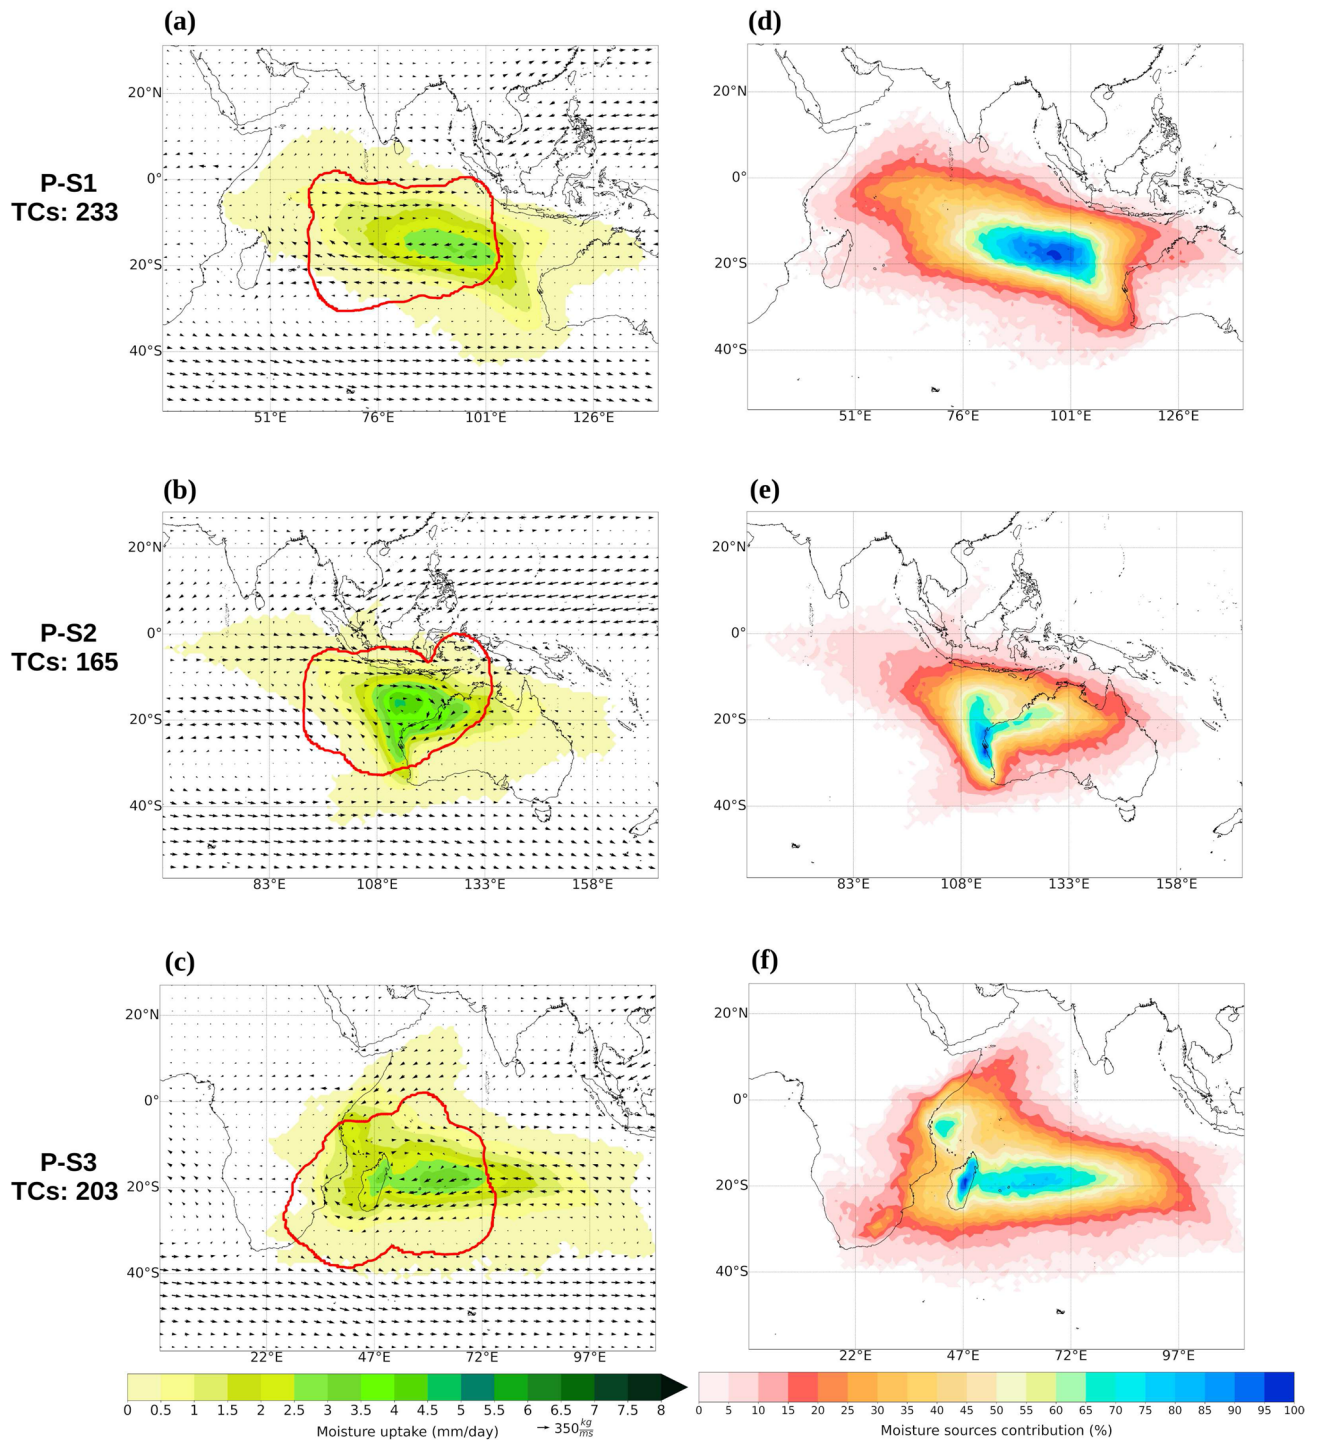 (a)
(d)
P-S1
TCs: 233
20°N
0°
20°S
40°S
51°E 76°E 101°E 126°E
20°N
0°
20°S
40°S
51°E 76°E 101°E 126°E
(b)
(e)
P-S2
TCs: 165
20°N
0°
20°S
40°S
83°E 108°E 133°E 158°E
20°N
0°
20°S
40°S
83°E 108°E 133°E 158°E
(c)
(f)
P-S3
TCs: 203
20°N
0°
20°S
40°S
22°E 47°E 72°E 97°E
20°N
0°
20°S
40°S
22°E 47°E 72°E 97°E
0 0.5 1 1.5 2 2.5 3 3.5 4 4.5 5 5.5 6 6.5 7 7.5 8
Moisture uptake (mm/day)
350 kg/ms
0 5 10 15 20 25 30 35 40 45 50 55 60 65 70 75 80 85 90 95 100
Moisture sources contribution (%)